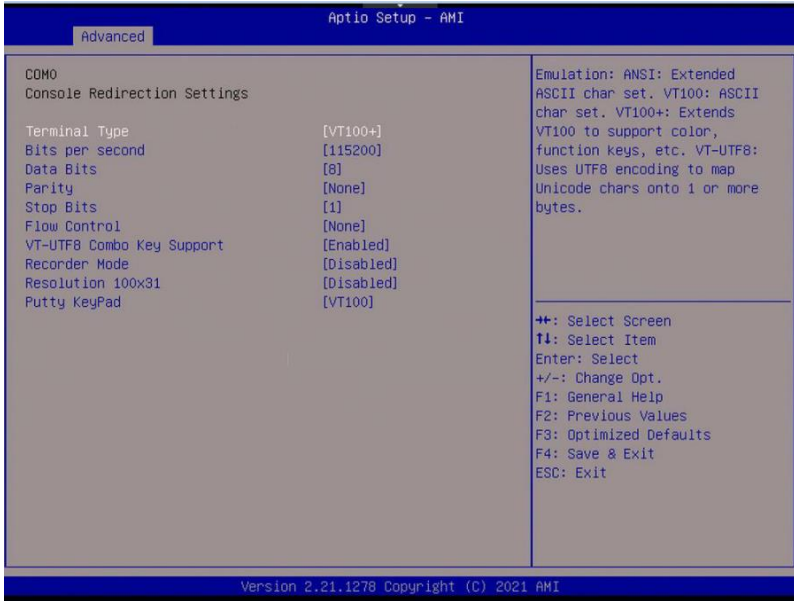 Aptio Setup – AMI
Advanced
COM0
Console Redirection Settings
Terminal Type [VT100+]
Bits per second [115200]
Data Bits [8]
Parity [None]
Stop Bits [1]
Flow Control [None]
VT-UTF8 Combo Key Support [Enabled]
Recorder Mode [Disabled]
Resolution 100x31 [Disabled]
Putty KeyPad [VT100]
Emulation: ANSI: Extended
ASCII char set. VT100: ASCII
char set. VT100+: Extends
VT100 to support color,
function keys, etc. VT-UTF8:
Uses UTF8 encoding to map
Unicode chars onto 1 or more
bytes.
→←: Select Screen
↑↓: Select Item
Enter: Select
+/-: Change Opt.
F1: General Help
F2: Previous Values
F3: Optimized Defaults
F4: Save & Exit
ESC: Exit
Version 2.21.1278 Copyright (C) 2021 AMI